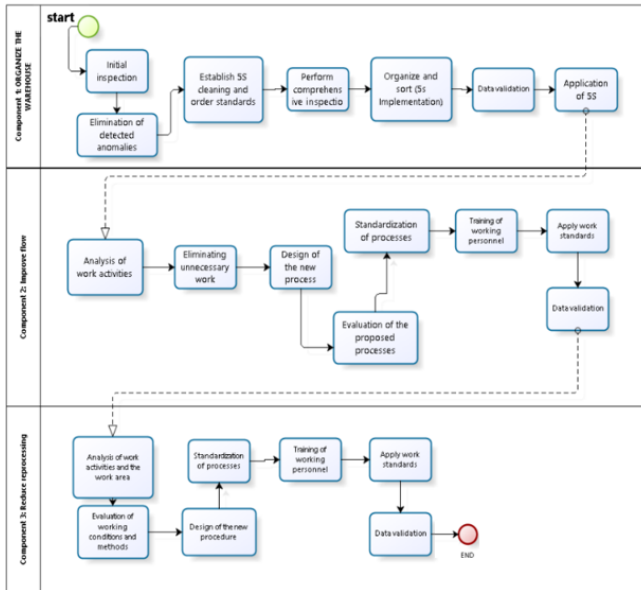 Component 1: ORGANIZE THE
WAREHOUSE
start
Initial
inspection
Elimination of
detected
anomalies
Establish 5S
cleaning and
order standards
Perform
comprehens
ive inspectio
Organize and
sort (5s
Implementation)
Data validation
Application
of 5S
Component 2: Improve flow
Analysis of
work activities
Eliminating
unnecessary
work
Design of
the new
process
Evaluation of the
proposed
processes
Standardization
of processes
Training of
working
personnel
Apply work
standards
Data validation
Component 3: Reduce reprocessing
Analysis of work
activities and the
work area
Evaluation of
working
conditions and
methods
Design of the new
procedure
Standardization
of processes
Training of
working
personnel
Apply work
standards
Data validation
END